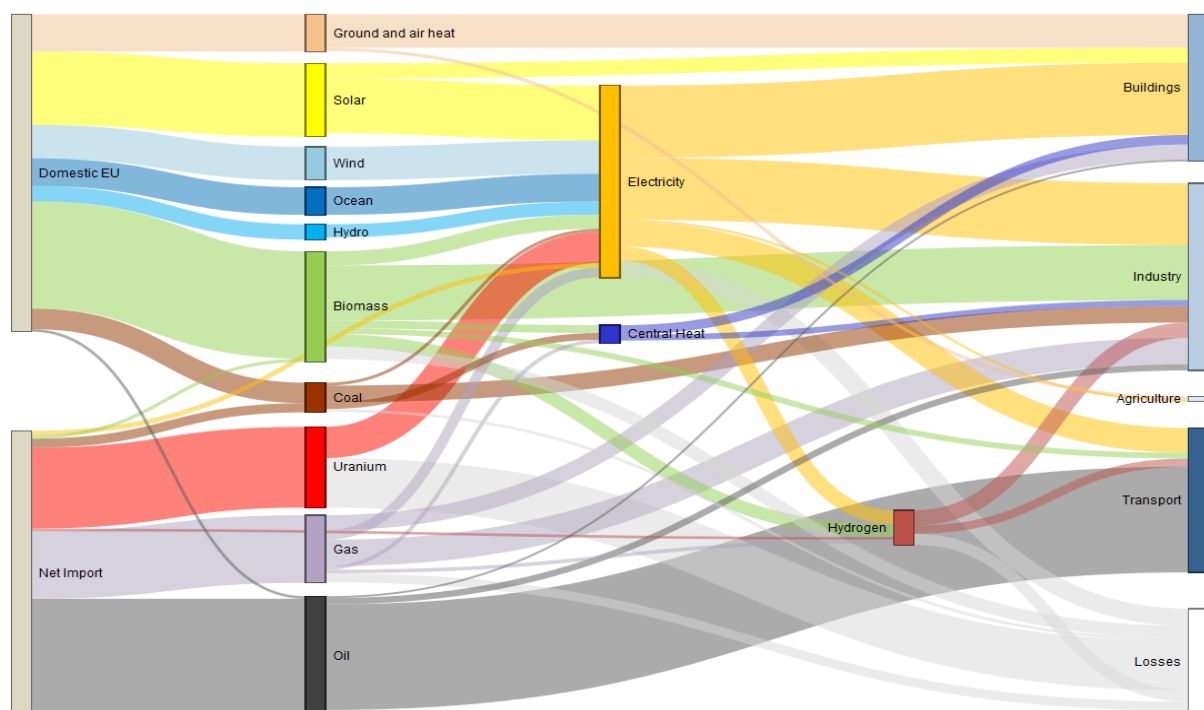 Domestic EU
Net Import
Ground and air heat
Solar
Wind
Ocean
Hydro
Biomass
Coal
Uranium
Gas
Oil
Electricity
Central Heat
Hydrogen
Buildings
Industry
Agriculture
Transport
Losses